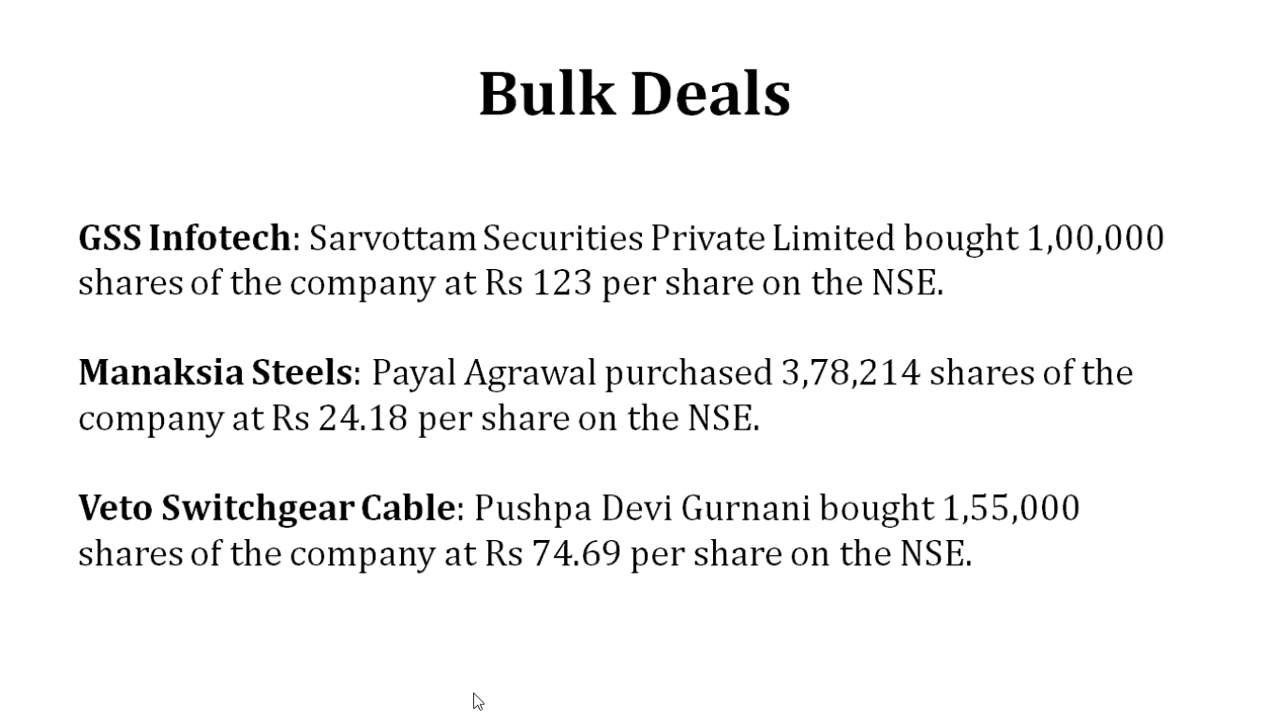 Bulk Deals
GSS Infotech: Sarvottam Securities Private Limited bought 1,00,000
shares of the company at Rs 123 per share on the NSE.
Manaksia Steels: Payal Agrawal purchased 3,78,214 shares of the
company at Rs 24.18 per share on the NSE.
Veto Switchgear Cable: Pushpa Devi Gurnani bought 1,55,000
shares of the company at Rs 74.69 per share on the NSE.